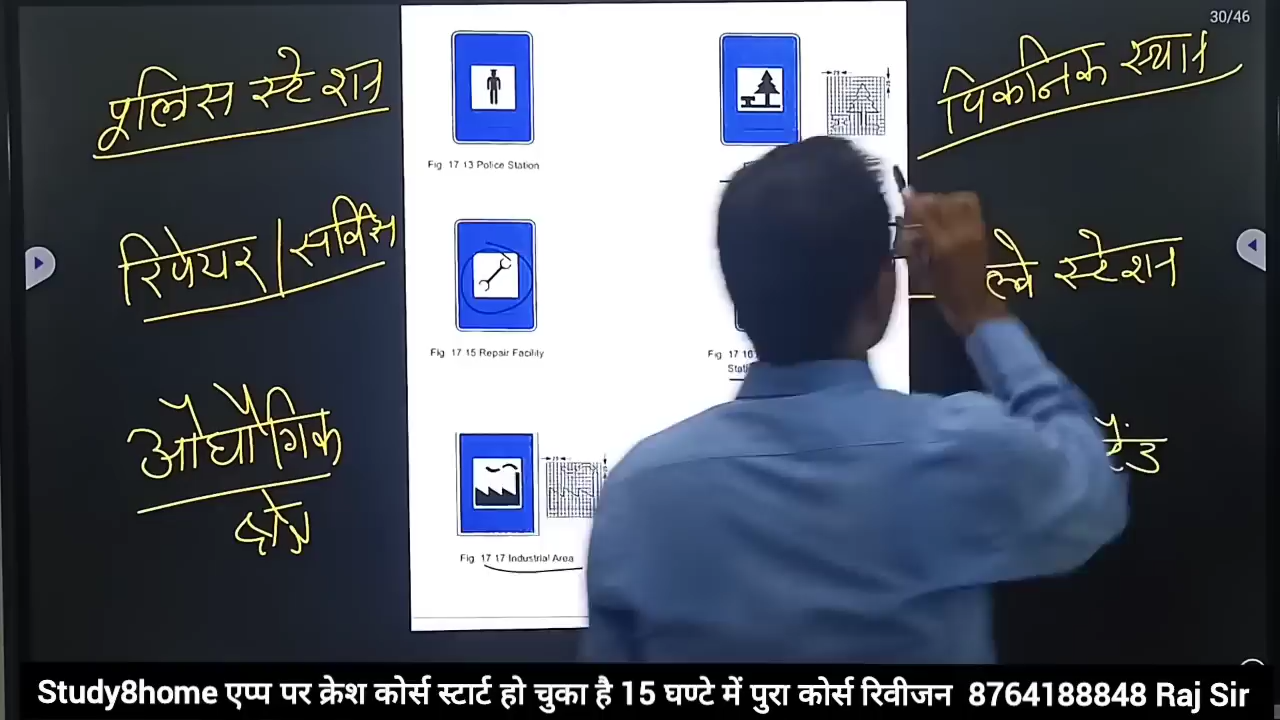 30/46
पुलिस स्टेशन
पिकनिक स्थान
Fig 17 13 Police Station
रिपेयर/सर्विस
स्टेशन
Fig 17 15 Repair Facility
Fig 17 16
औद्यौगिक
क्षेत्र
Fig 17 17 Industrial Area
Study8home एप्प पर क्रेश कोर्स स्टार्ट हो चुका है 15 घण्टे में पुरा कोर्स रिवीजन 8764188848 Raj Sir